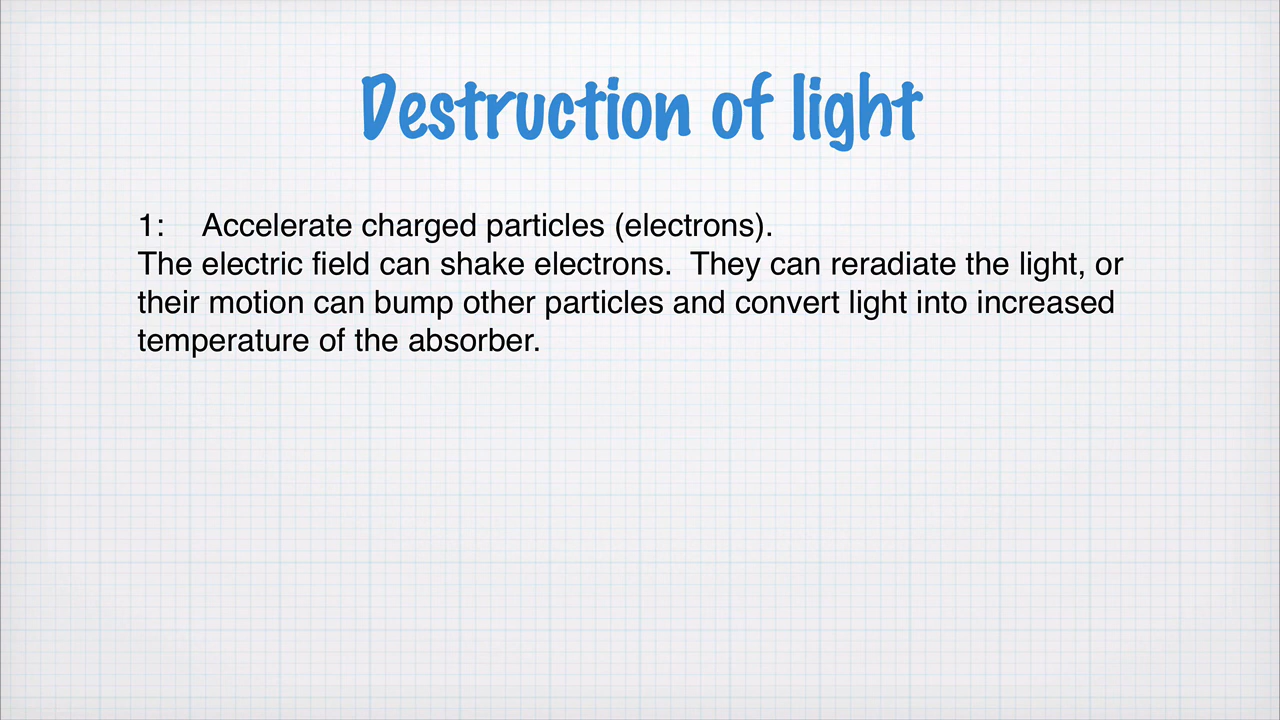 Destruction of light
1: Accelerate charged particles (electrons).
The electric field can shake electrons. They can reradiate the light, or
their motion can bump other particles and convert light into increased
temperature of the absorber.